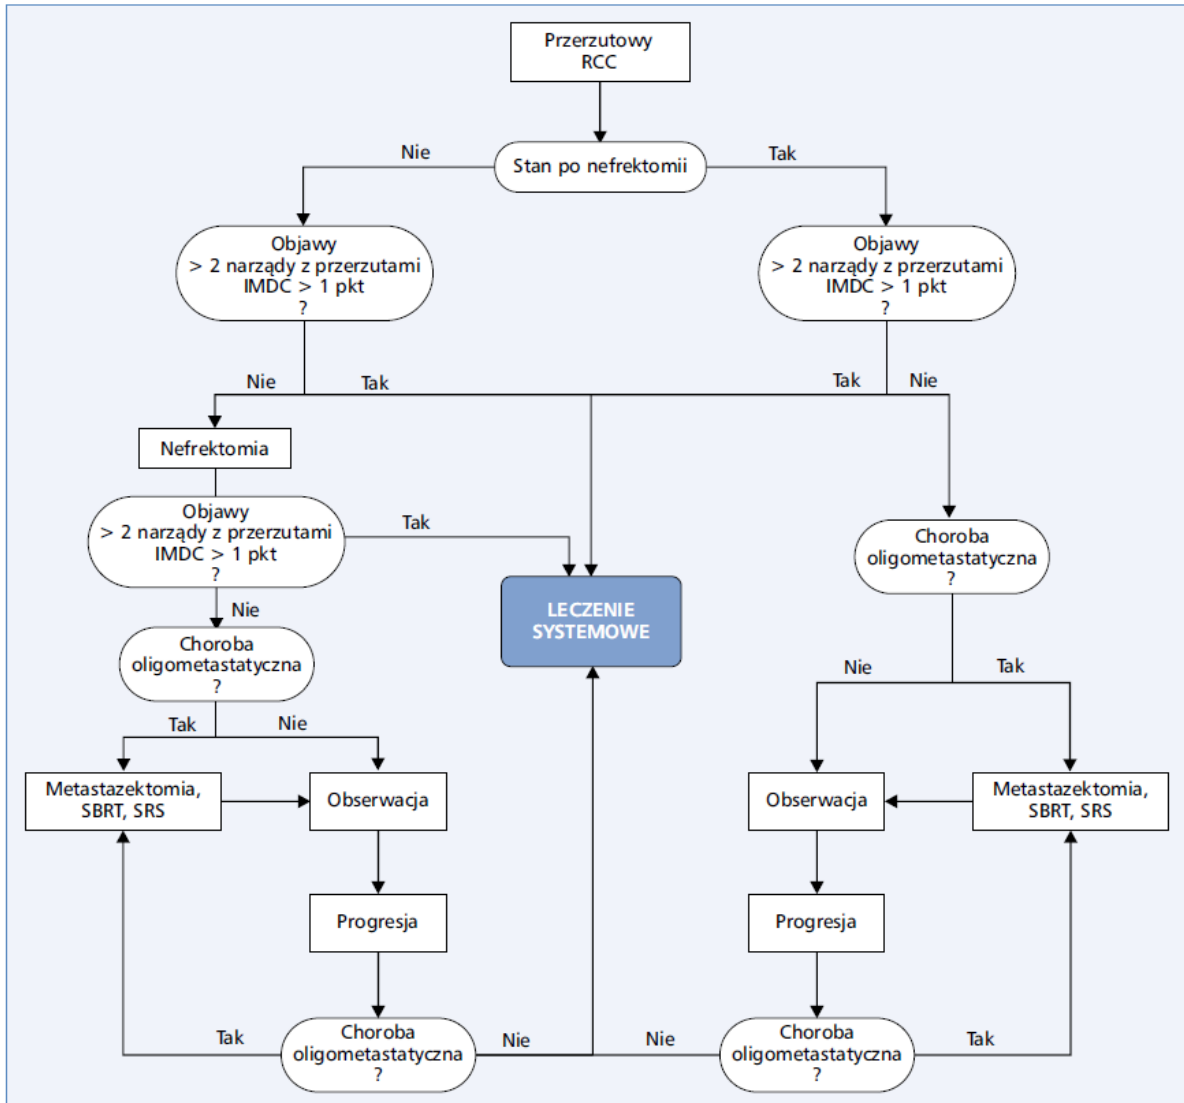 Przerzutowy
RCC
Nie
Stan po nefrektomii
Tak
Objawy
> 2 narządy z przerzutami
IMDC > 1 pkt
?
Objawy
> 2 narządy z przerzutami
IMDC > 1 pkt
?
Nie
Tak
Tak
Nie
Nefrektomia
Objawy
> 2 narządy z przerzutami
IMDC > 1 pkt
?
Tak
Choroba
oligometastatyczna
?
LECZENIE
SYSTEMOWE
Nie
Choroba
oligometastatyczna
?
Nie
Tak
Tak
Nie
Metastazektomia,
SBRT, SRS
Obserwacja
Obserwacja
Metastazektomia,
SBRT, SRS
Progresja
Progresja
Tak
Choroba
oligometastatyczna
?
Nie
Nie
Choroba
oligometastatyczna
?
Tak